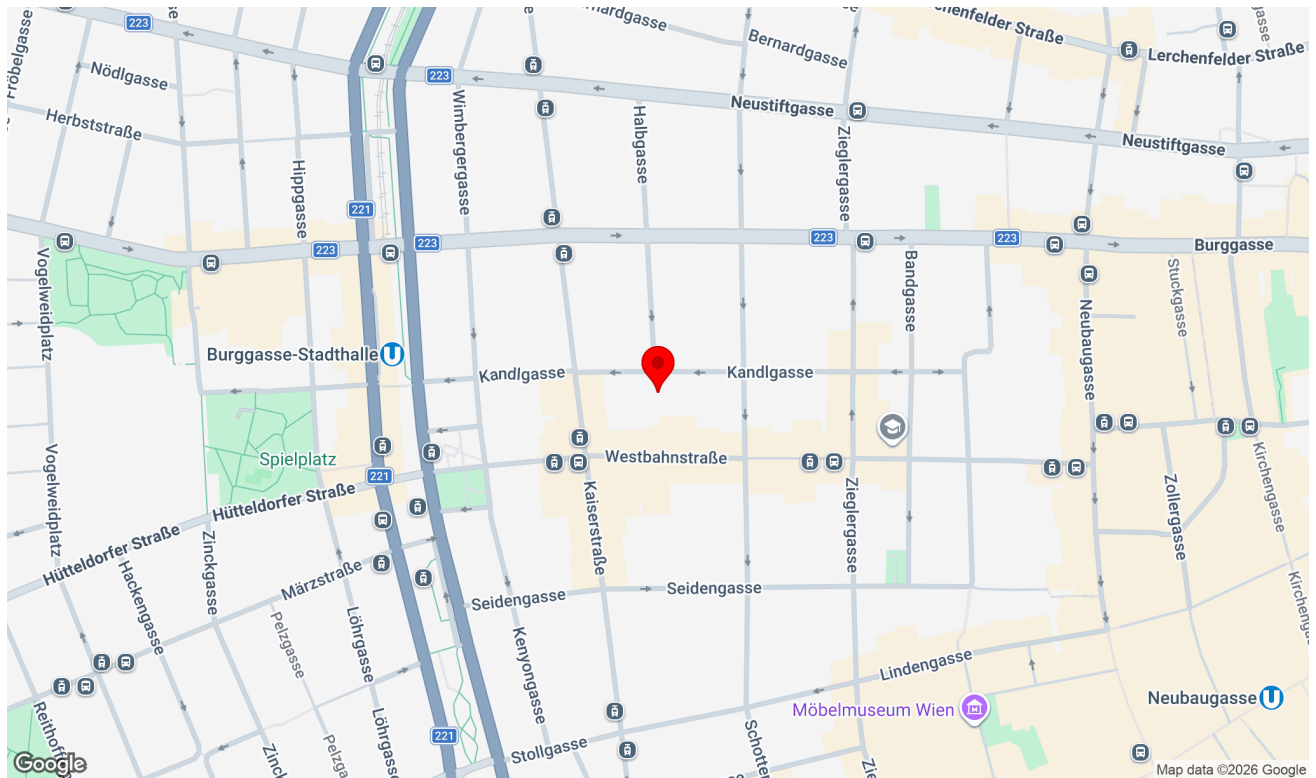 223
Fröbelgasse
Nödlgasse
Herbststraße
Hippgasse
223
Wimbergergasse
Halbgasse
Bernardgasse
Neustiftgasse
Zieglergasse
Lerchenfelder Straße
Neustiftgasse
221
223
223
223
223
Burggasse
Vogelweidplatz
Bandgasse
Stuckgasse
Neubaugasse
Burggasse-Stadthalle
Kandlgasse
Kandlgasse
Spielplatz
Westbahnstraße
221
Hütteldorfer Straße
Hütteldorfer Straße
Vogelweidplatz
Zinckgasse
Kaiserstraße
Zieglergasse
Zollergasse
Kirchengasse
Märzstraße
Hackengasse
Seidengasse
Seidengasse
Pelzgasse
Löhrgasse
Kenyongasse
Lindengasse
Neubaugasse
Möbelmuseum Wien
Löhrgasse
221
Stollgasse
Google
Map data ©2026 Google